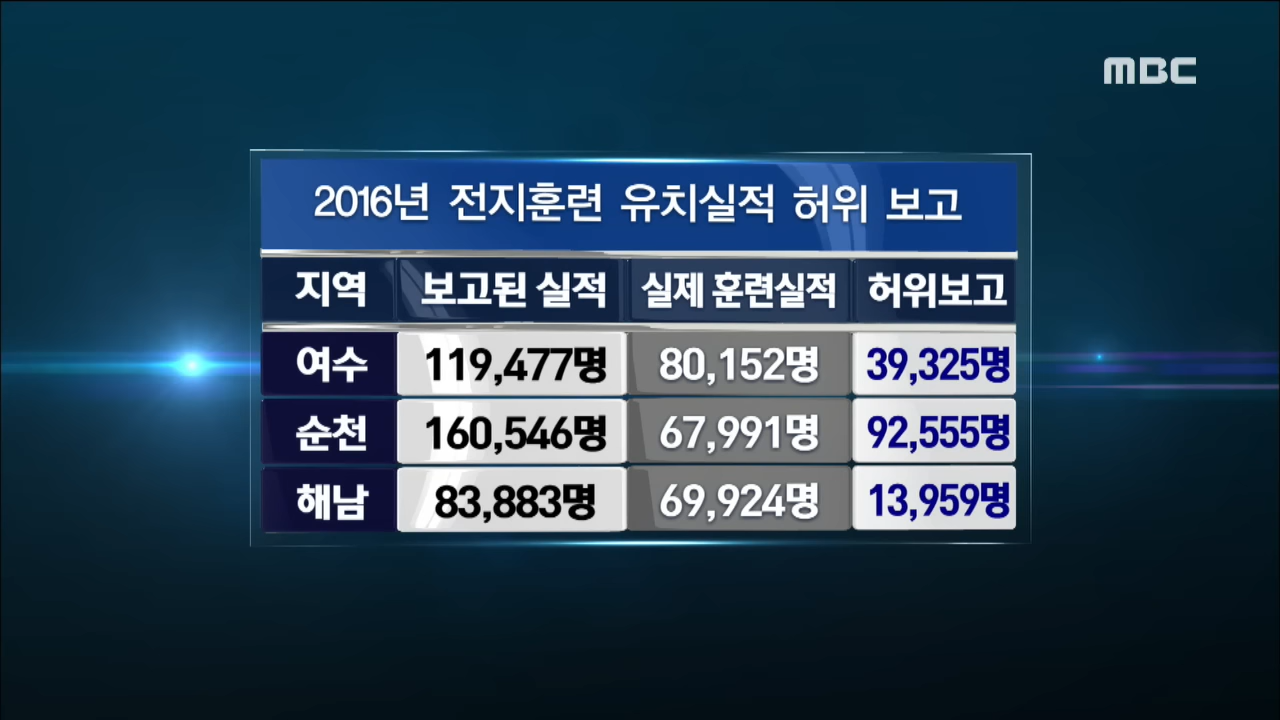 MBC
2016년 전지훈련 유치실적 허위 보고
지역 보고된 실적 실제 훈련실적 허위보고
여수 119,477명 80,152명 39,325명
순천 160,546명 67,991명 92,555명
해남 83,883명 69,924명 13,959명